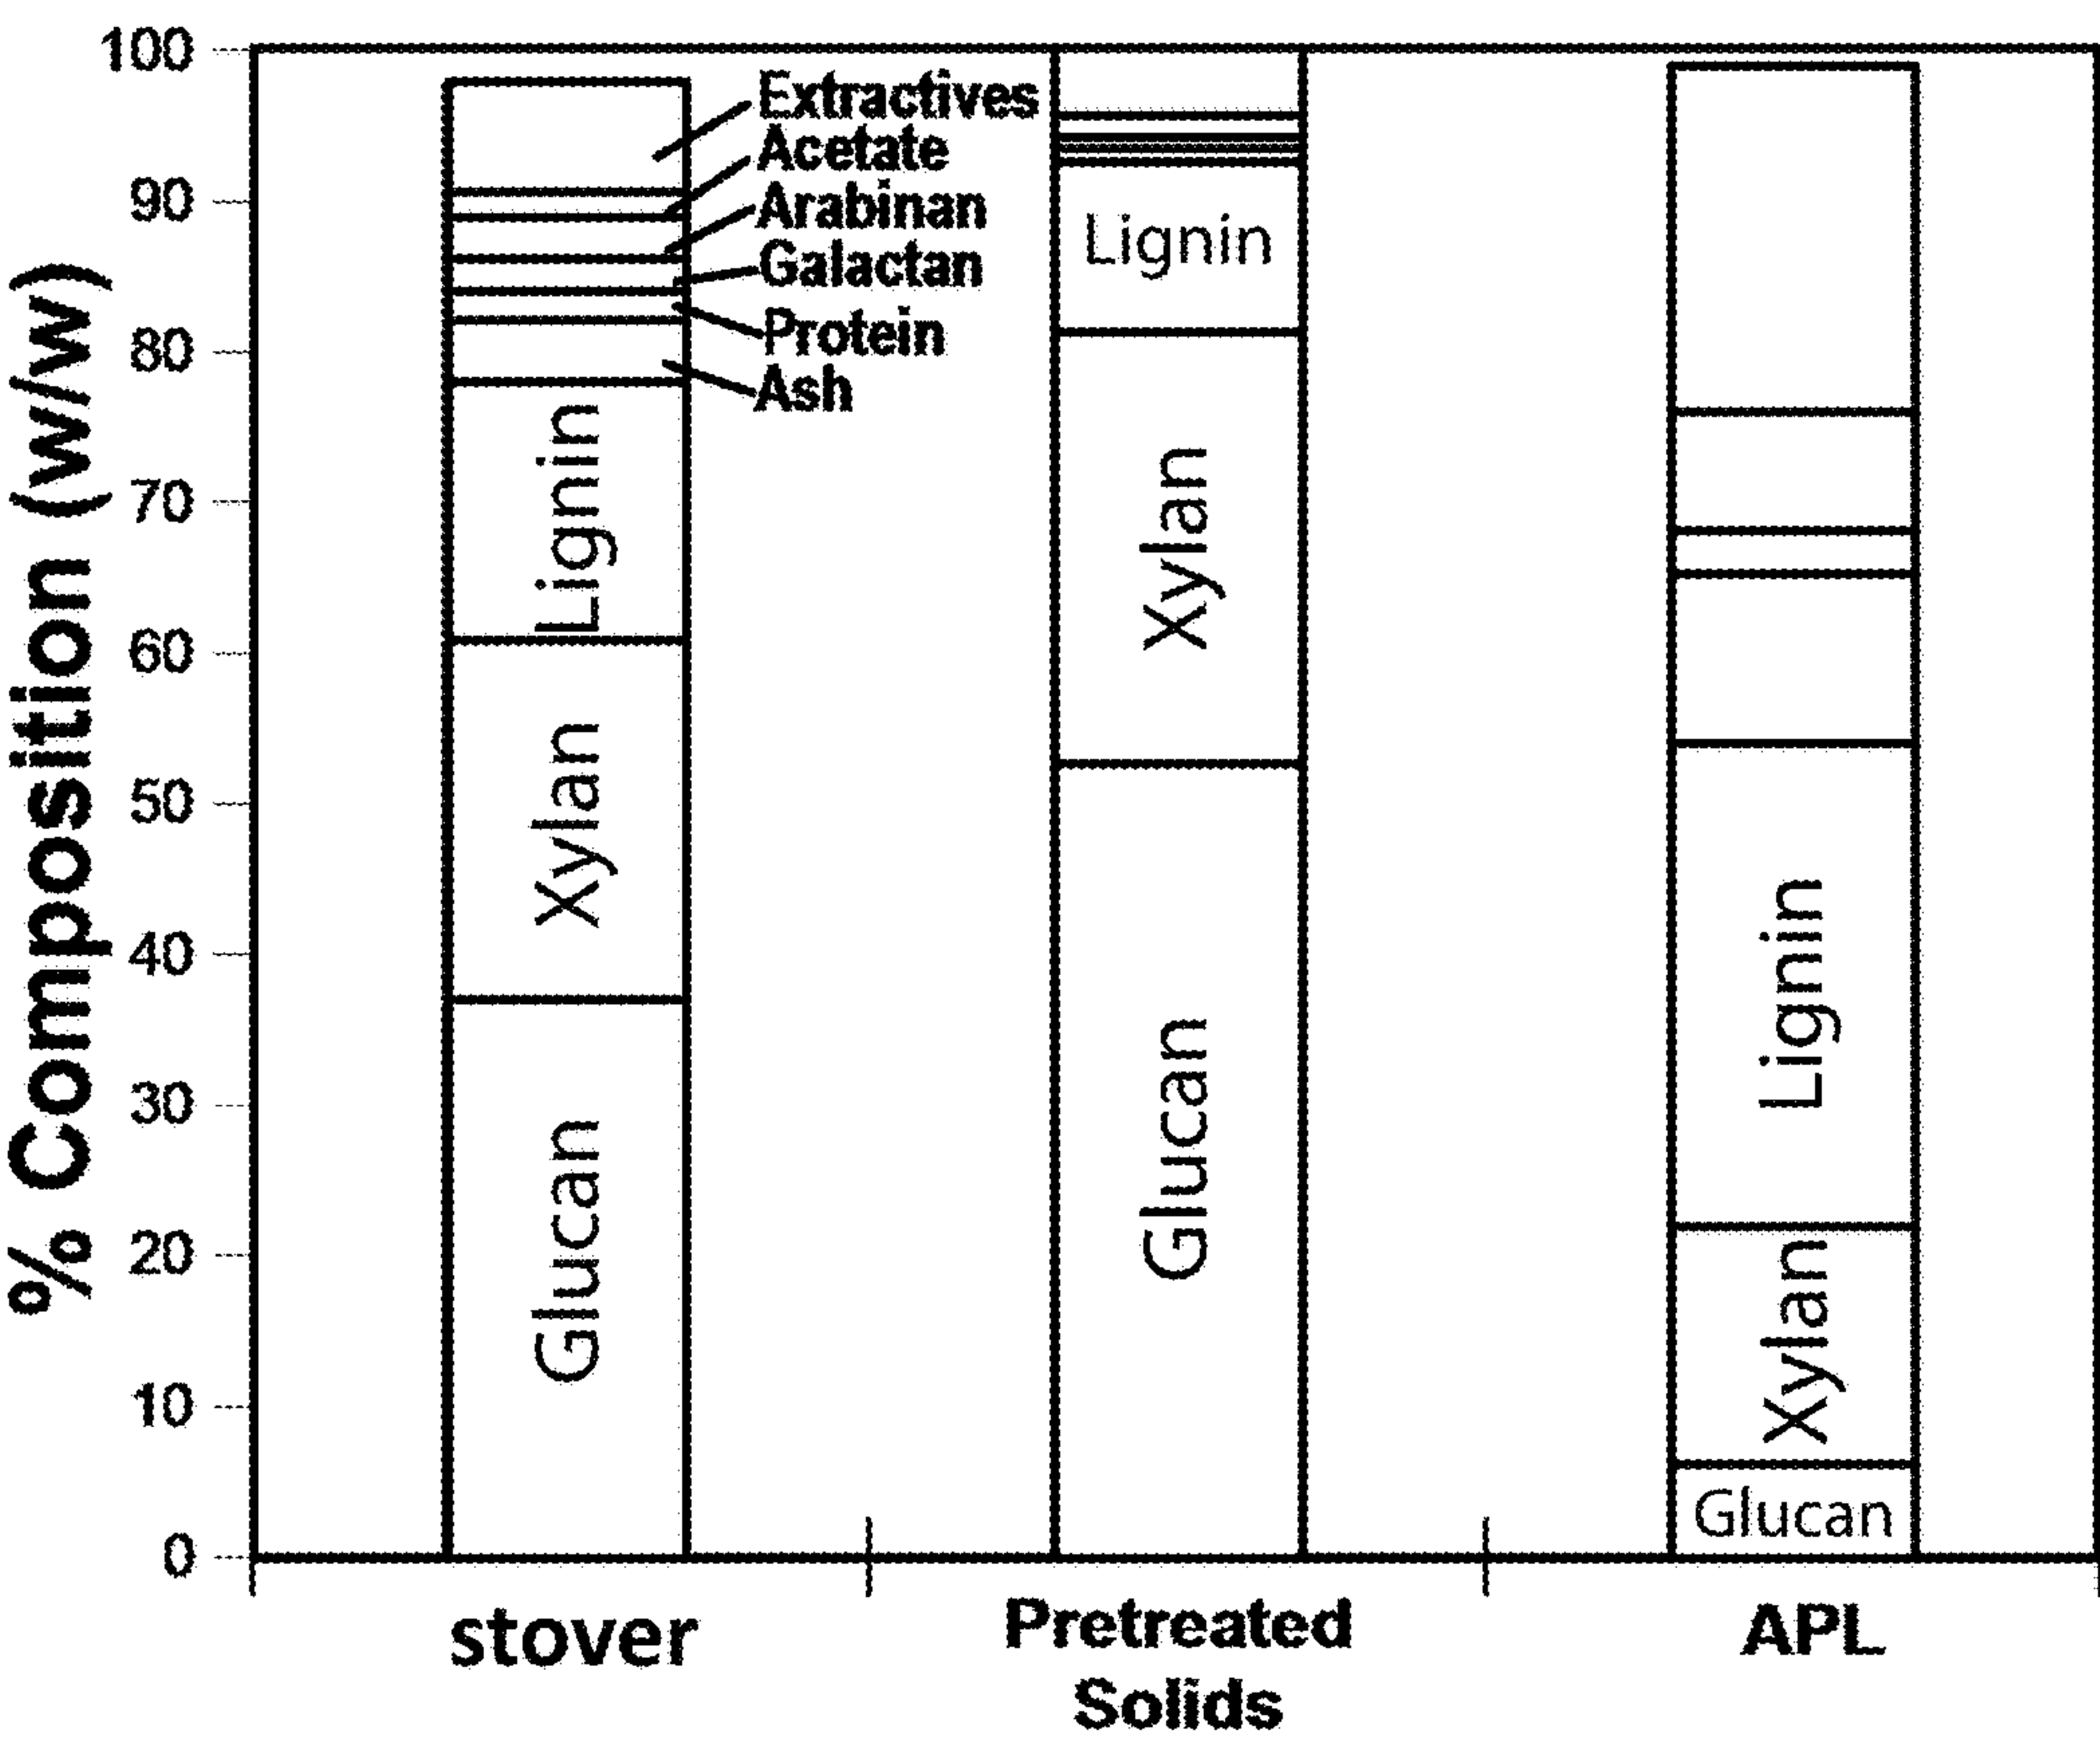 % Composition (w/w)
100
90
80
70
60
50
40
30
20
10
0
Extractives
Acetate
Arabinan
Galactan
Protein
Ash
Lignin
Xylan
Glucan
Lignin
Xylan
Glucan
Lignin
Xylan
Glucan
stover
Pretreated
Solids
APL